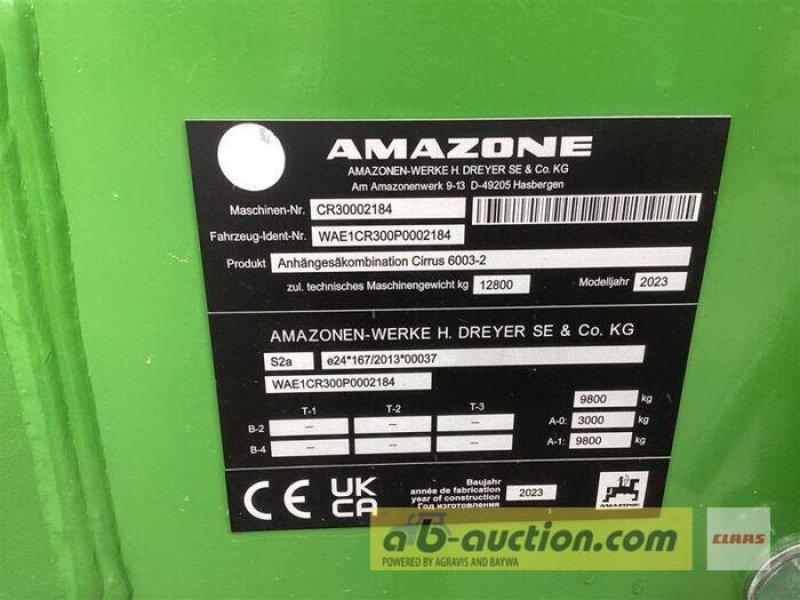 AMAZONE
AMAZONEN-WERKE H. DREYER SE & Co. KG
Am Amazonenwerk 9-13 D-49205 Hasbergen
Maschinen-Nr. CR30002184
Fahrzeug-Ident-Nr. WAE1CR300P0002184
Produkt Anhängesäkombination Cirrus 6003-2
zul. technisches Maschinengewicht kg 12800 Modelljahr 2023
AMAZONEN-WERKE H. DREYER SE & Co. KG
S2a e24*167/2013*00037
WAE1CR300P0002184
9800 kg
T-1 T-2 T-3
B-2 – – – A-0: 3000 kg
B-4 – – – A-1: 9800 kg
CE UK CA
Baujahr
année de fabrication
year of construction
Год изготовления
2023
AMAZONE
ab-auction.com
POWERED BY AGRAVIS AND BAYWA
CLAAS